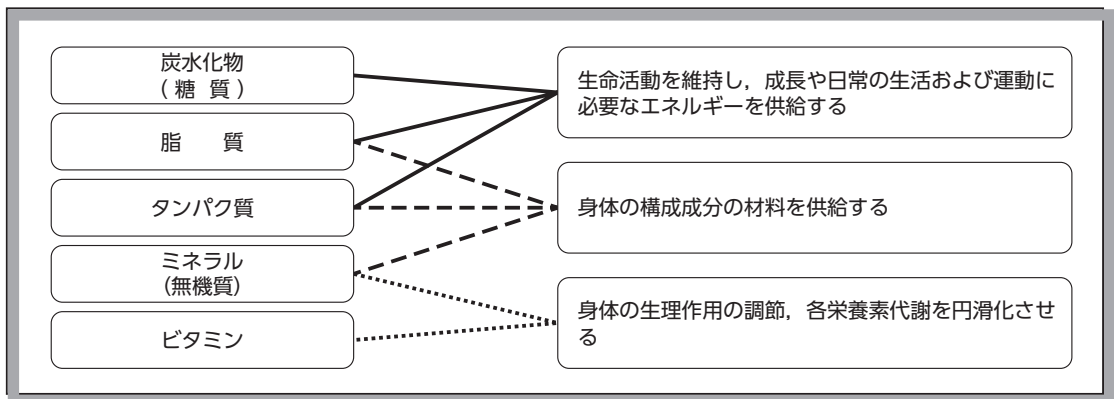 炭水化物
(糖 質)
脂　　質
タンパク質
ミネラル
(無機質)
ビタミン
生命活動を維持し，成長や日常の生活および運動に
必要なエネルギーを供給する
身体の構成成分の材料を供給する
身体の生理作用の調節，各栄養素代謝を円滑化させ
る